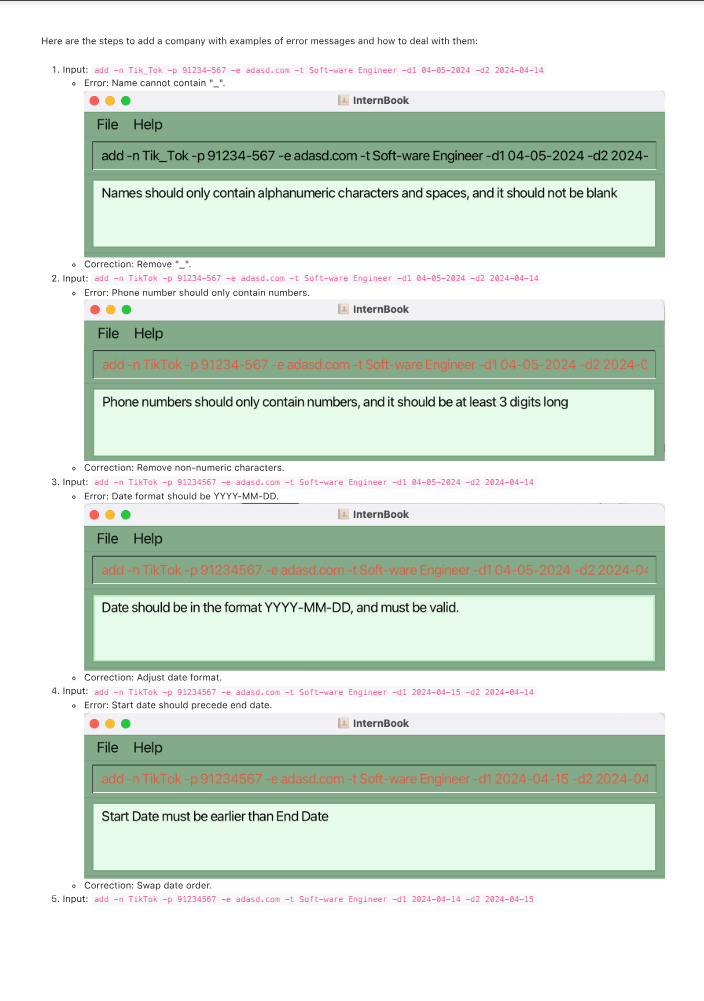 Here are the steps to add a company with examples of error messages and how to deal with them:
1. Input: add -n Tik_Tok -p 91234-567 -e adasd.com -t Soft-ware Engineer -d1 04-05-2024 -d2 2024-04-14
Error: Name cannot contain "_".
InternBook
File Help
add -n Tik_Tok -p 91234-567 -e adasd.com -t Soft-ware Engineer -d1 04-05-2024 -d2 2024-
Names should only contain alphanumeric characters and spaces, and it should not be blank
Correction: Remove "_".
2. Input: add -n TikTok -p 91234-567 -e adasd.com -t Soft-ware Engineer -d1 04-05-2024 -d2 2024-04-14
Error: Phone number should only contain numbers.
InternBook
File Help
add -n TikTok -p 91234-567 -e adasd.com -t Soft-ware Engineer -d1 04-05-2024 -d2 2024-0
Phone numbers should only contain numbers, and it should be at least 3 digits long
Correction: Remove non-numeric characters.
3. Input: add -n TikTok -p 91234567 -e adasd.com -t Soft-ware Engineer -d1 04-05-2024 -d2 2024-04-14
Error: Date format should be YYYY-MM-DD.
InternBook
File Help
add -n TikTok -p 91234567 -e adasd.com -t Soft-ware Engineer -d1 04-05-2024 -d2 2024-04
Date should be in the format YYYY-MM-DD, and must be valid.
Correction: Adjust date format.
4. Input: add -n TikTok -p 91234567 -e adasd.com -t Soft-ware Engineer -d1 2024-04-15 -d2 2024-04-14
Error: Start date should precede end date.
InternBook
File Help
add -n TikTok -p 91234567 -e adasd.com -t Soft-ware Engineer -d1 2024-04-15 -d2 2024-04
Start Date must be earlier than End Date
Correction: Swap date order.
5. Input: add -n TikTok -p 91234567 -e adasd.com -t Soft-ware Engineer -d1 2024-04-14 -d2 2024-04-15